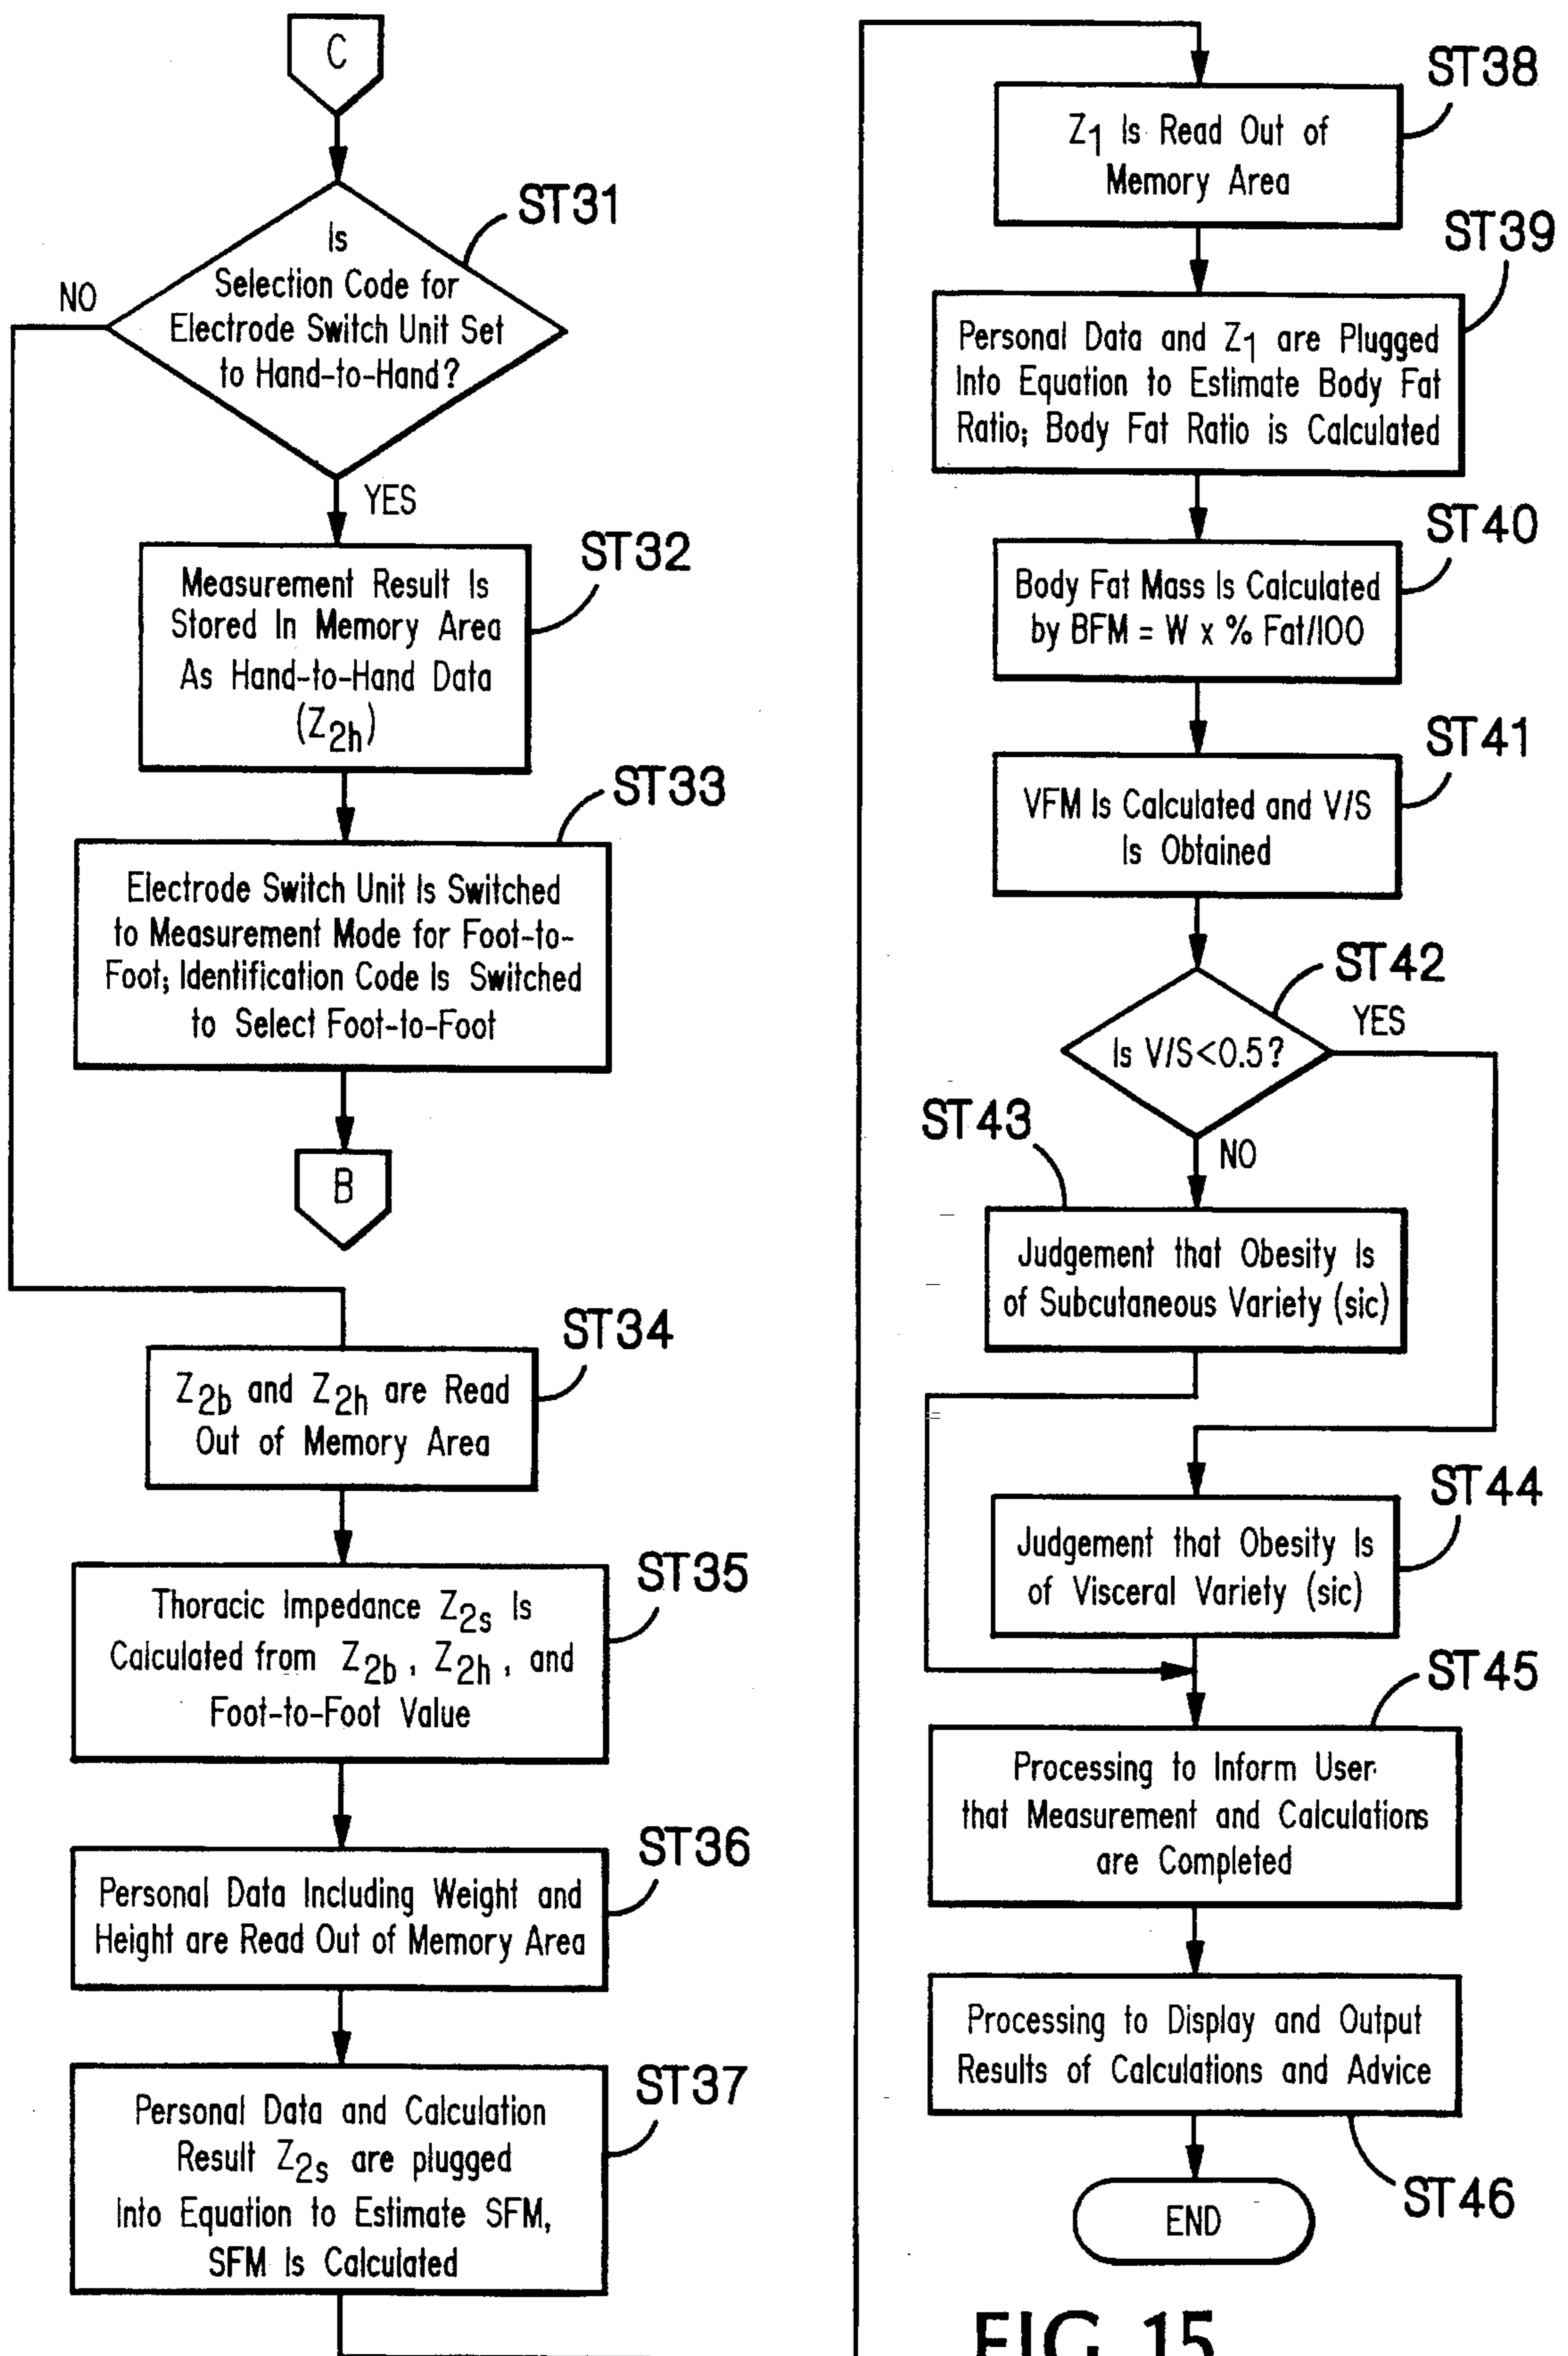 C
ST31
Is
Selection Code for
Electrode Switch Unit Set
to Hand-to-Hand?
NO
YES
ST32
Measurement Result Is
Stored In Memory Area
As Hand-to-Hand Data
(Z2h)
ST33
Electrode Switch Unit Is Switched
to Measurement Mode for Foot-to-
Foot; Identification Code Is Switched
to Select Foot-to-Foot
B
ST34
Z2b and Z2h are Read
Out of Memory Area
ST35
Thoracic Impedance Z2s Is
Calculated from Z2b, Z2h, and
Foot-to-Foot Value
ST36
Personal Data Including Weight and
Height are Read Out of Memory Area
ST37
Personal Data and Calculation
Result Z2s are plugged
Into Equation to Estimate SFM,
SFM Is Calculated
ST38
Z1 Is Read Out of
Memory Area
ST39
Personal Data and Z1 are Plugged
Into Equation to Estimate Body Fat
Ratio; Body Fat Ratio is Calculated
ST40
Body Fat Mass Is Calculated
by BFM = W x % Fat/100
ST41
VFM Is Calculated and V/S
Is Obtained
ST42
YES
Is V/S<0.5?
ST43
NO
Judgement that Obesity Is
of Subcutaneous Variety (sic)
ST44
Judgement that Obesity Is
of Visceral Variety (sic)
ST45
Processing to Inform User
that Measurement and Calculations
are Completed
Processing to Display and Output
Results of Calculations and Advice
ST46
END
FIG. 15